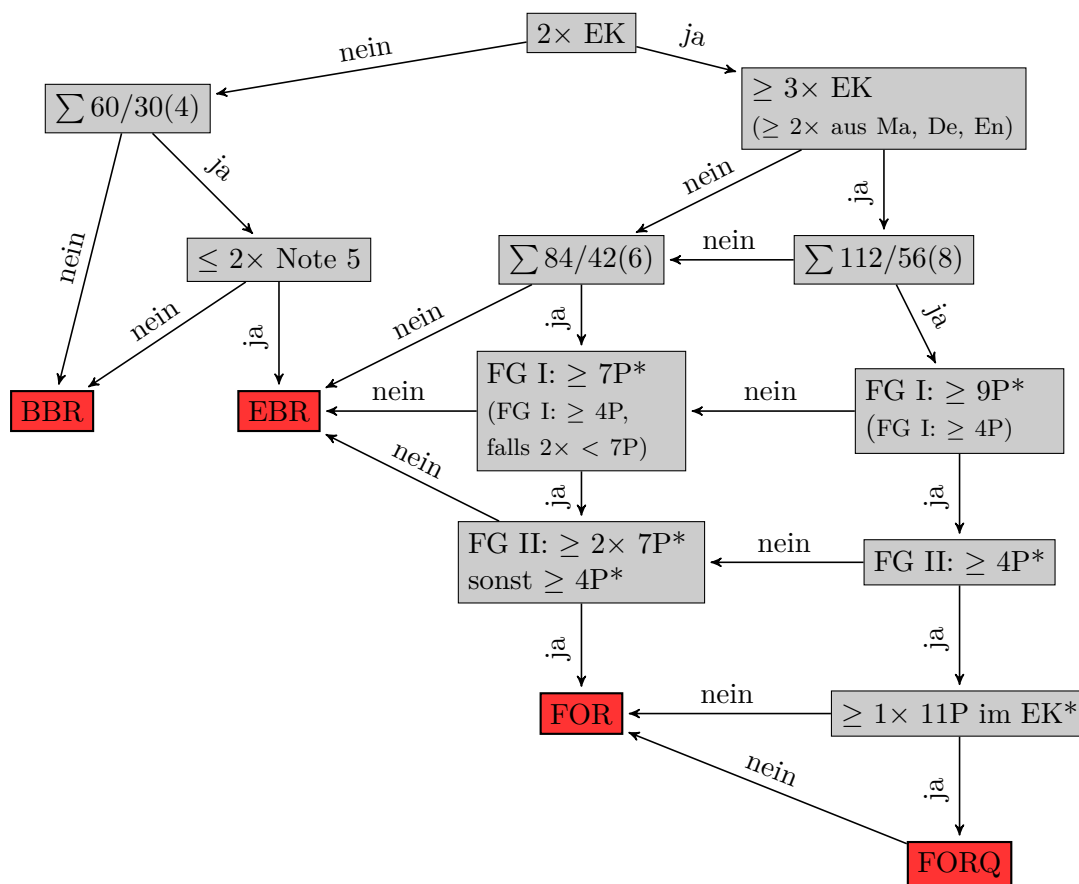 2× EK
nein
ja
∑ 60/30(4)
≥ 3× EK
(≥ 2× aus Ma, De, En)
nein
ja
nein
ja
≤ 2× Note 5
∑ 84/42(6)
nein
∑ 112/56(8)
nein
ja
nein
ja
ja
BBR
EBR
nein
FG I: ≥ 7P*
(FG I: ≥ 4P,
falls 2× < 7P)
nein
FG I: ≥ 9P*
(FG I: ≥ 4P)
nein
ja
ja
FG II: ≥ 2× 7P*
sonst ≥ 4P*
nein
FG II: ≥ 4P*
ja
ja
FOR
nein
≥ 1× 11P im EK*
nein
ja
FORQ